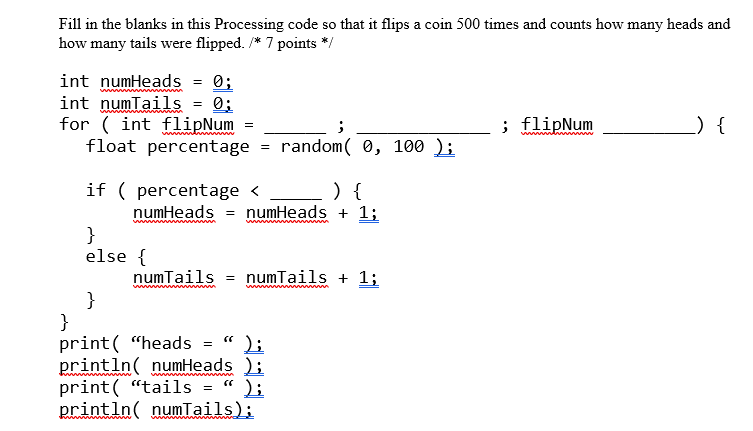 Fill in the blanks in this Processing code so that it flips a coin 500 times and counts how many heads and
how many tails were flipped. /* 7 points */
int numHeads = 0;
int numTails = 0;
for ( int flipNum = ______ ; _____________ ; flipNum _________) {
float percentage = random( 0, 100 );
if ( percentage < _____ ) {
numHeads = numHeads + 1;
}
else {
numTails = numTails + 1;
}
}
print( “heads = “ );
println( numHeads );
print( “tails = “ );
println( numTails);